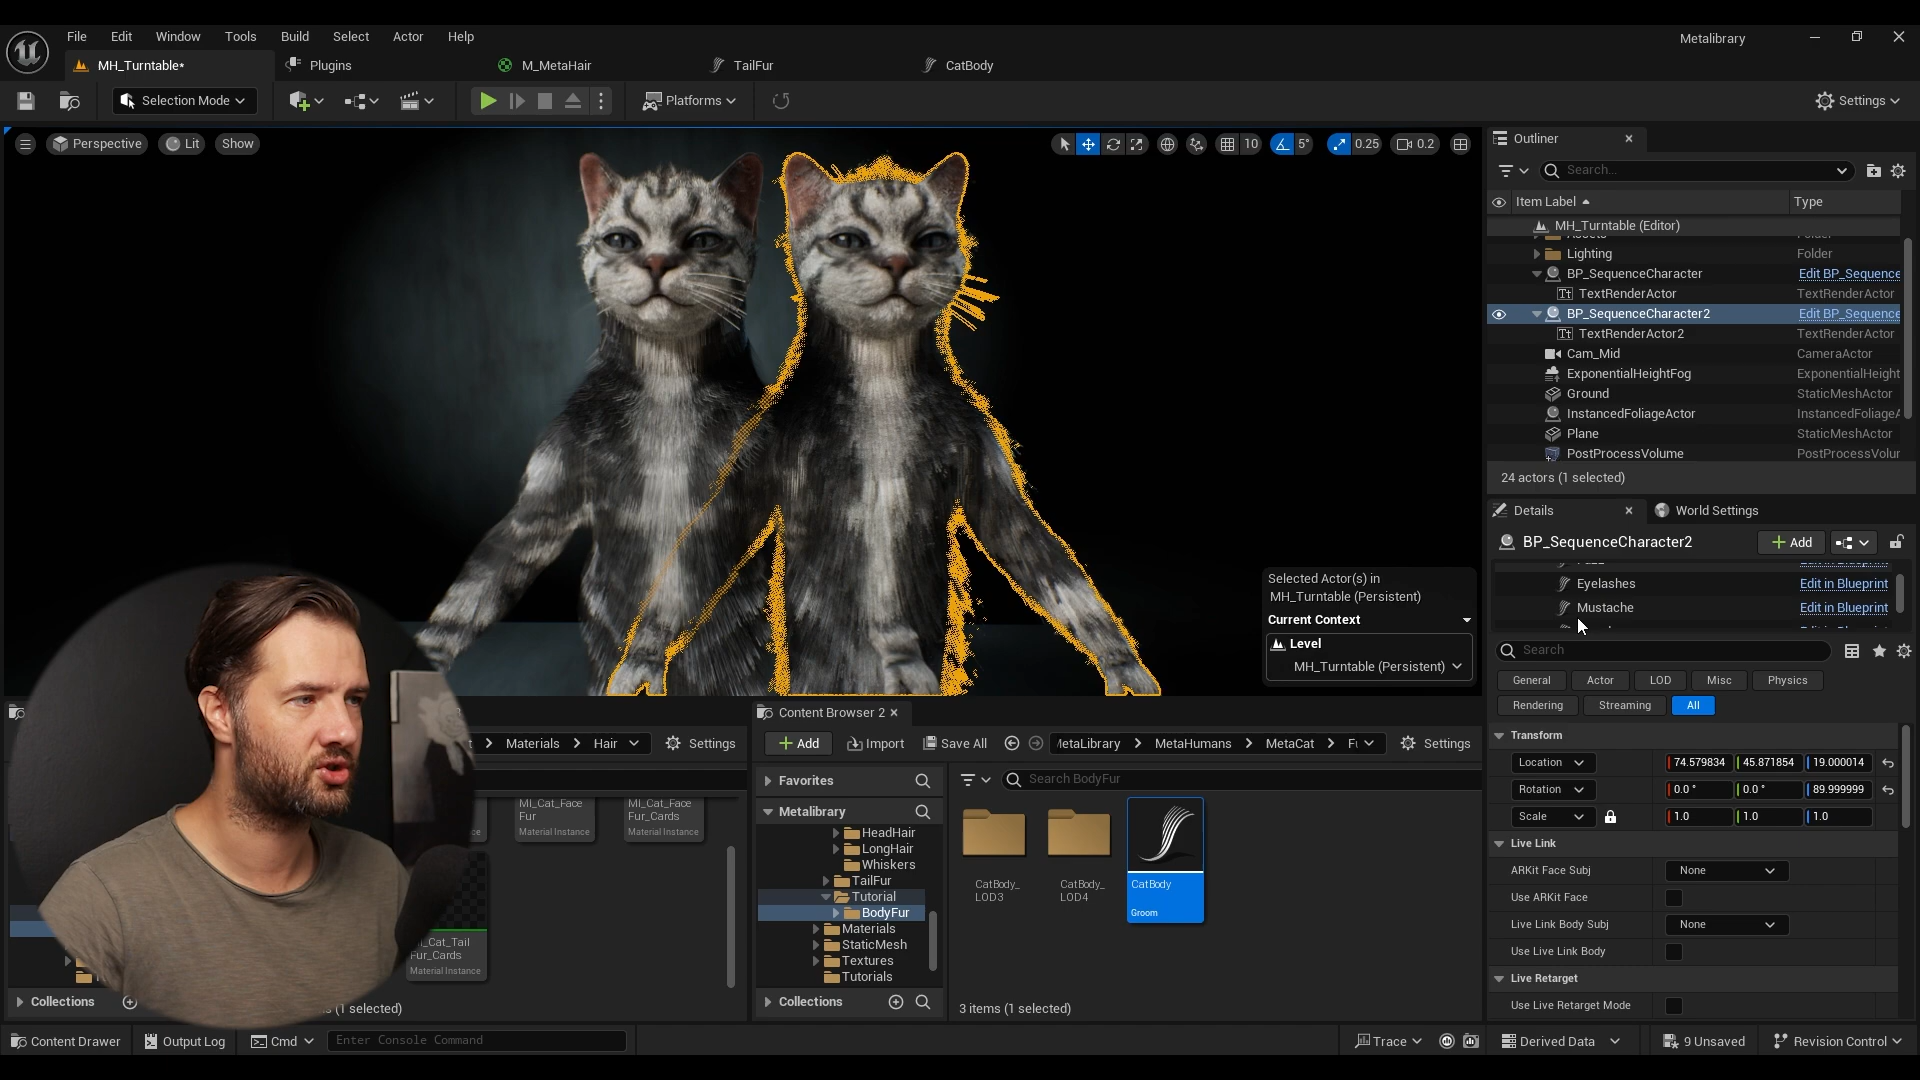 File Edit Window Tools Build Select Actor Help
Metalibrary
MH_Turntable*
Plugins
M_MetaHair
TailFur
CatBody
Selection Mode
Platforms
Settings
Perspective
Lit
Show
10
5°
0.25
0.2
Outliner
Search...
Item Label
Type
MH_Turntable (Editor)
Lighting
Folder
BP_SequenceCharacter
Edit BP_Sequence
TextRenderActor
TextRenderActor
BP_SequenceCharacter2
Edit BP_Sequence
TextRenderActor2
TextRenderActor
Cam_Mid
CameraActor
ExponentialHeightFog
ExponentialHeight
Ground
StaticMeshActor
InstancedFoliageActor
InstancedFoliageA
Plane
StaticMeshActor
PostProcessVolume
PostProcessVolur
24 actors (1 selected)
Details
World Settings
BP_SequenceCharacter2
Add
Eyelashes
Edit in Blueprint
Mustache
Edit in Blueprint
Search
General
Actor
LOD
Misc
Physics
Rendering
Streaming
All
Transform
Location
74.579834
45.871854
19.000014
Rotation
0.0 °
0.0 °
89.999999
Scale
1.0
1.0
1.0
Live Link
ARKit Face Subj
None
Use ARKit Face
Live Link Body Subj
None
Use Live Link Body
Live Retarget
Use Live Retarget Mode
Selected Actor(s) in
MH_Turntable (Persistent)
Current Context
Level
MH_Turntable (Persistent)
Materials
Hair
Settings
MI_Cat_Face
Fur
Material Instance
MI_Cat_Face
Fur_Cards
Material Instance
_Cat_Tail
Fur_Cards
Material Instance
Collections
(1 selected)
Content Browser 2
Add
Import
Save All
MetaLibrary
MetaHumans
MetaCat
Fu
Settings
Favorites
Search BodyFur
Metalibrary
HeadHair
LongHair
Whiskers
TailFur
Tutorial
BodyFur
Materials
StaticMesh
Textures
Tutorials
Collections
CatBody_
LOD3
CatBody_
LOD4
CatBody
Groom
3 items (1 selected)
Content Drawer
Output Log
Cmd
Enter Console Command
Trace
Derived Data
9 Unsaved
Revision Control